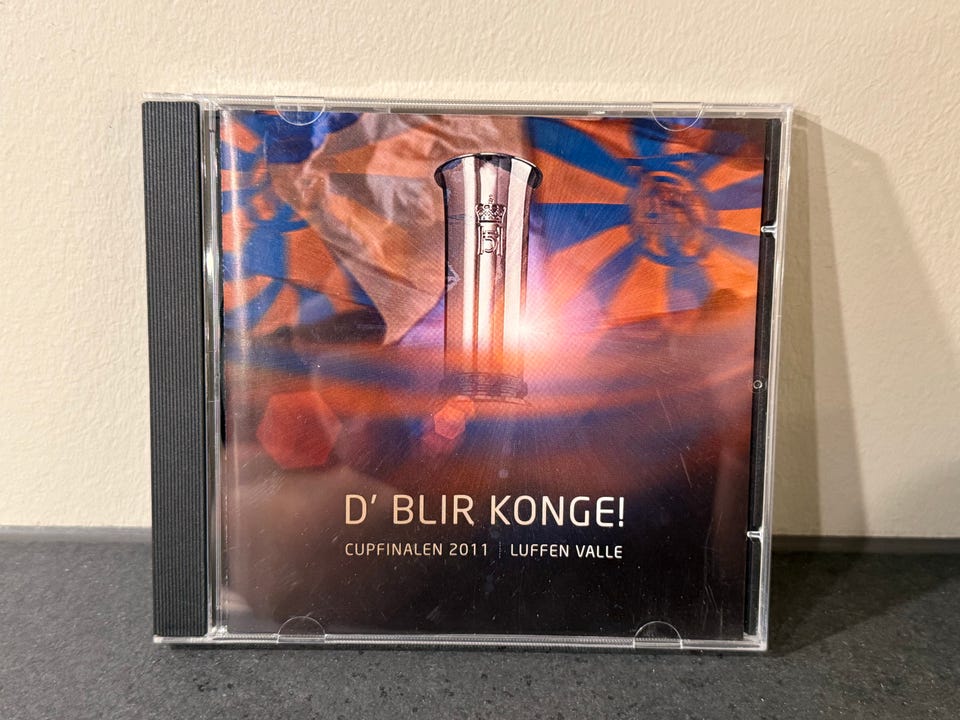 D' BLIR KONGE!
CUPFINALEN 2011 | LUFFEN VALLE